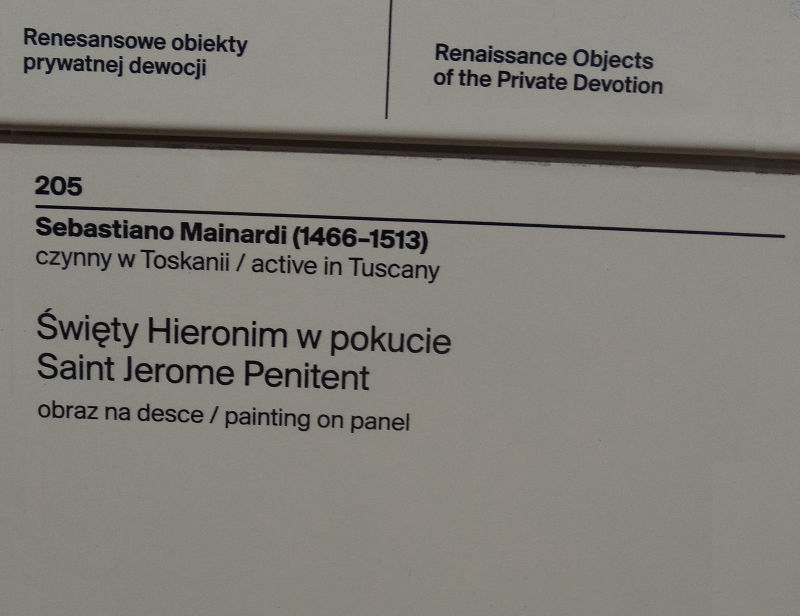 Renesansowe obiekty
prywatnej dewocji
Renaissance Objects
of the Private Devotion
205
Sebastiano Mainardi (1466–1513)
czynny w Toskanii / active in Tuscany
Święty Hieronim w pokucie
Saint Jerome Penitent
obraz na desce / painting on panel